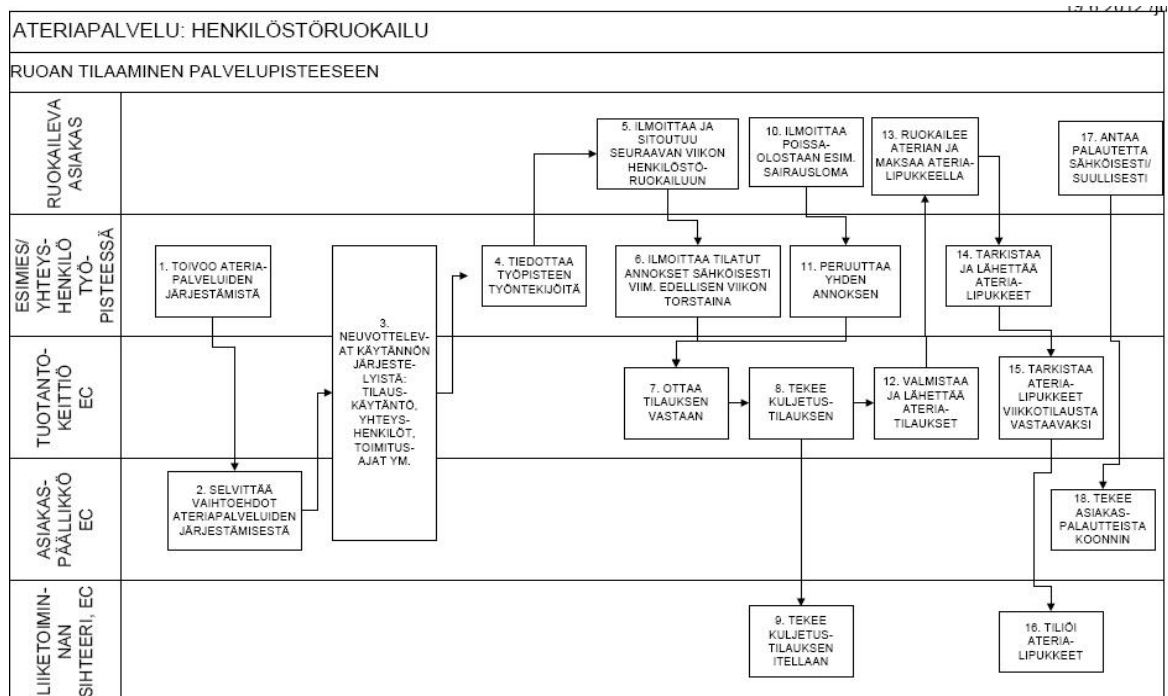 19.6.2012 /ju
ATERIAPALVELU: HENKILÖSTÖRUOKAILU
RUOAN TILAAMINEN PALVELUPISTEESEEN
RUOKAILEVA
ASIAKAS
5. ILMOITTAA JA
SITOUTUU
SEURAAVAN VIIKON
HENKILÖSTÖ-
RUOKAILUUN
10. ILMOITTAA
POISSA-
OLOSTAAN ESIM.
SAIRAUSLOMA
13. RUOKAILEE
ATERIAN JA
MAKSAA ATERIA-
LIPUKKEELLA
17. ANTAA
PALAUTETTA
SÄHKÖISESTI/
SUULLISESTI
ESIMIES/
YHTEYS-
HENKILÖ
TYÖ-
PISTEESSÄ
1. TOIVOO ATERIA-
PALVELUIDEN
JÄRJESTÄMISTÄ
4. TIEDOTTAA
TYÖPISTEEN
TYÖNTEKIJÖITÄ
6. ILMOITTAA TILATUT
ANNOKSET SÄHKÖISESTI
VIIM. EDELLISEN VIIKON
TORSTAINA
11. PERUUTTAA
YHDEN
ANNOKSEN
14. TARKISTAA
JA LÄHETTÄÄ
ATERIA-
LIPUKKEET
3.
NEUVOTTELEV-
AT KÄYTÄNNÖN
JÄRJESTE-
LYISTÄ:
TILAUS-
KÄYTÄNTÖ,
YHTEYS-
HENKILÖT,
TOIMITUS-
AJAT YM.
TUOTANTO-
KEITTIÖ
EC
7. OTTAA
TILAUKSEN
VASTAAN
8. TEKEE
KULJETUS-
TILAUKSEN
12. VALMISTAA
JA LÄHETTÄÄ
ATERIA-
TILAUKSET
15. TARKISTAA
ATERIA-
LIPUKKEET
VIIKKOTILAUSTA
VASTAAVAKSI
ASIAKAS-
PÄÄLLIKKÖ
EC
2. SELVITTÄÄ
VAIHTOEHDOT
ATERIAPALVELUIDEN
JÄRJESTÄMISESTÄ
18. TEKEE
ASIAKAS-
PALAUTTEISTA
KOONNIN
LIIKETOIMIN-
NAN
SIHTEERI, EC
9. TEKEE
KULJETUS-
TILAUKSEN
ITELLAAN
16. TILIÖI
ATERIA-
LIPUKKEET